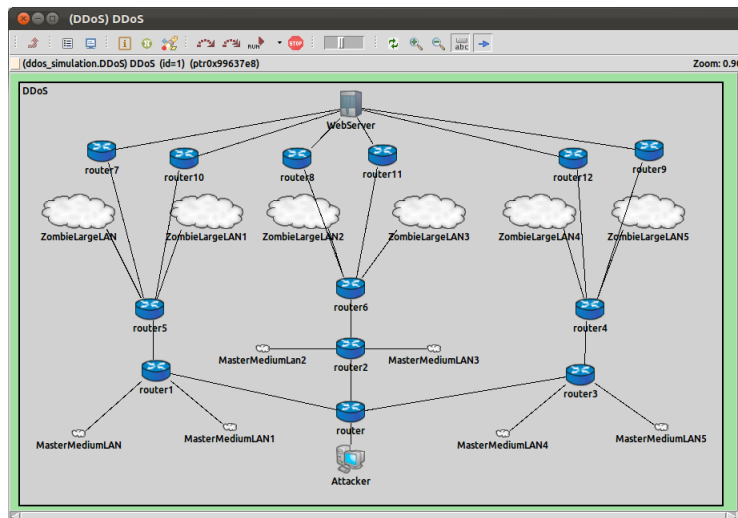 (DDoS) DDoS
RUN
STOP
abc
(ddos_simulation.DDoS) DDoS (id=1) (ptr0x99637e8)
Zoom: 0.90
DDoS
WebServer
router7
router10
router8
router11
router12
router9
ZombieLargeLAN
ZombieLargeLAN1
ZombieLargeLAN2
ZombieLargeLAN3
ZombieLargeLAN4
ZombieLargeLAN5
router5
router6
router4
MasterMediumLan2
router2
MasterMediumLAN3
router1
router3
MasterMediumLAN
MasterMediumLAN1
router
MasterMediumLAN4
MasterMediumLAN5
Attacker